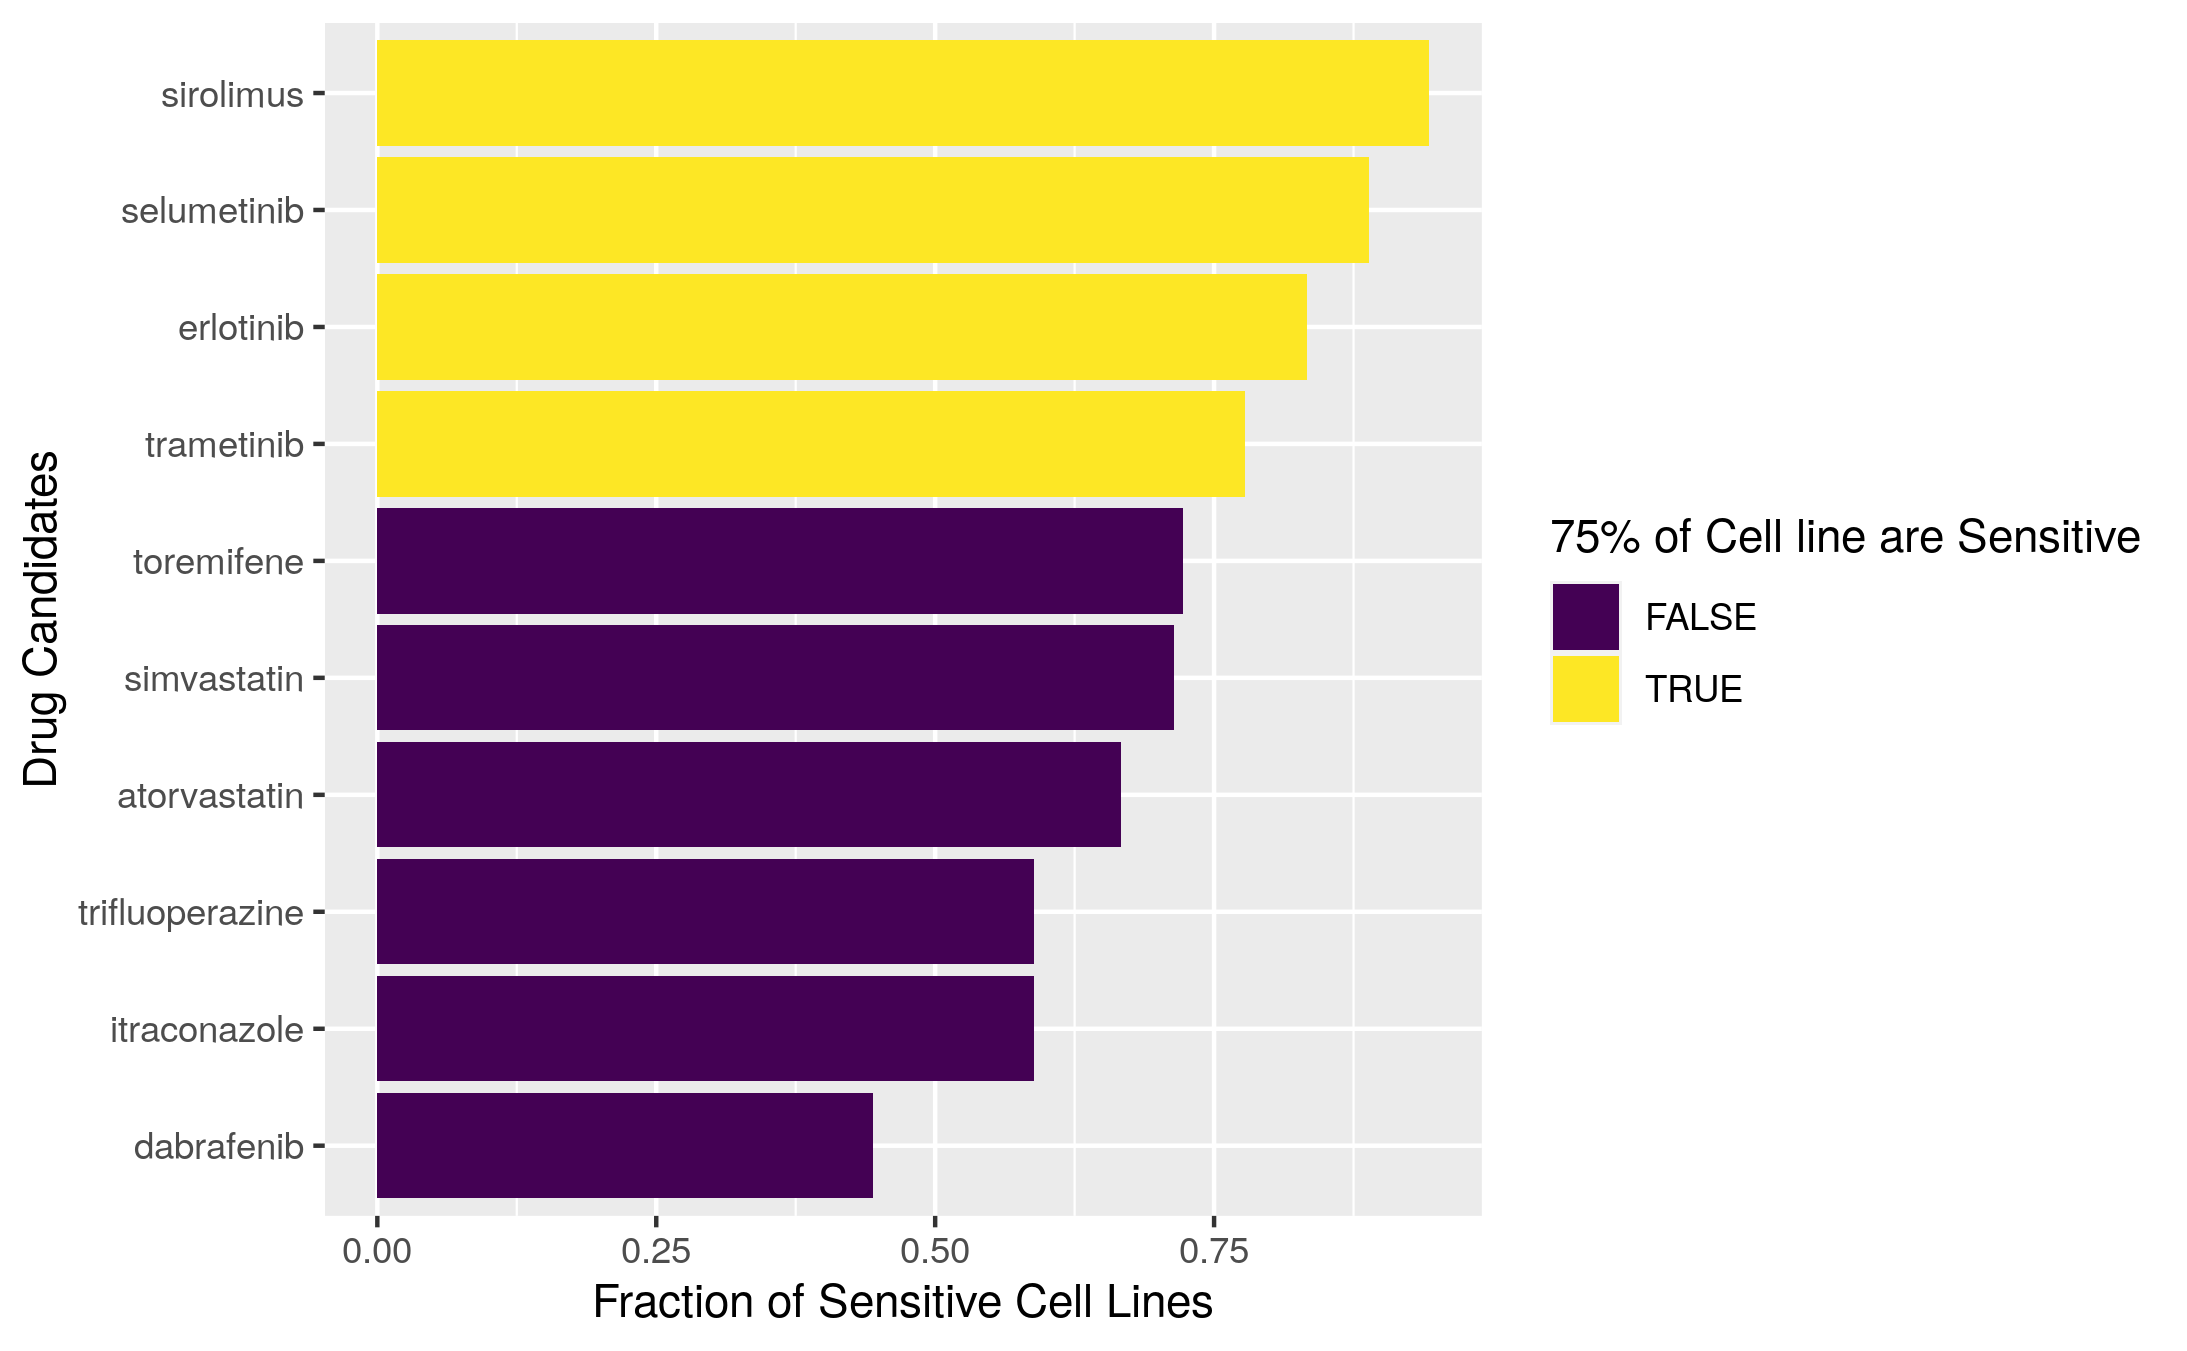 sirolimus
selumetinib
erlotinib
trametinib
toremifene
simvastatin
atorvastatin
trifluoperazine
itraconazole
dabrafenib
Drug Candidates
0.00 0.25 0.50 0.75
Fraction of Sensitive Cell Lines
75% of Cell line are Sensitive
FALSE
TRUE